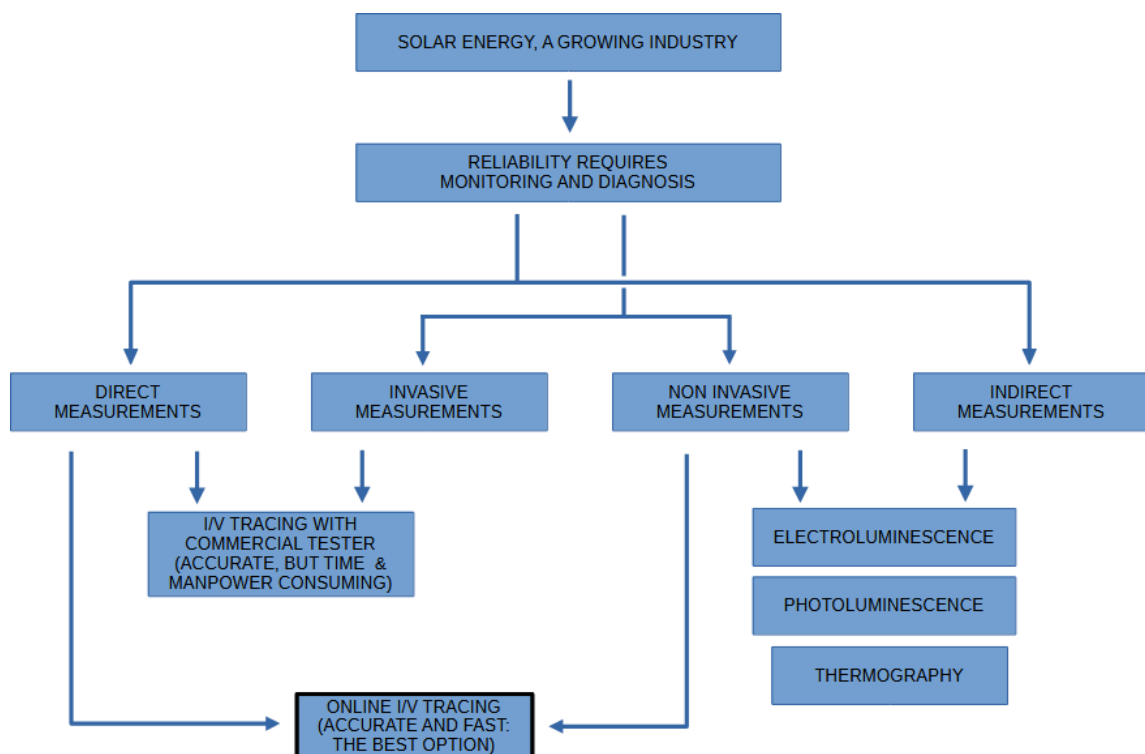 SOLAR ENERGY, A GROWING INDUSTRY
RELIABILITY REQUIRES
MONITORING AND DIAGNOSIS
DIRECT
MEASUREMENTS
INVASIVE
MEASUREMENTS
NON INVASIVE
MEASUREMENTS
INDIRECT
MEASUREMENTS
I/V TRACING WITH
COMMERCIAL TESTER
(ACCURATE, BUT TIME &
MANPOWER CONSUMING)
ELECTROLUMINESCENCE
PHOTOLUMINESCENCE
THERMOGRAPHY
ONLINE I/V TRACING
(ACCURATE AND FAST:
THE BEST OPTION)